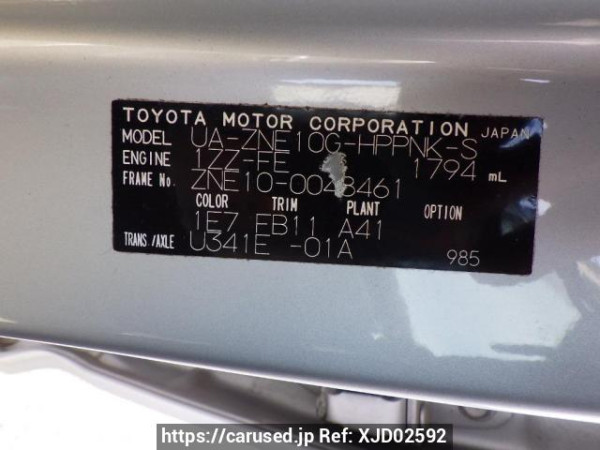 TOYOTA MOTOR CORPORATION JAPAN
MODEL UA-ZNE10G-HPPNK-S
ENGINE 1ZZ-FE 1794 mL
FRAME No. ZNE10-0048461
COLOR TRIM PLANT OPTION
1E7 FB11 A41
TRANS./AXLE U341E -01A 985
https://carused.jp Ref: XJD02592